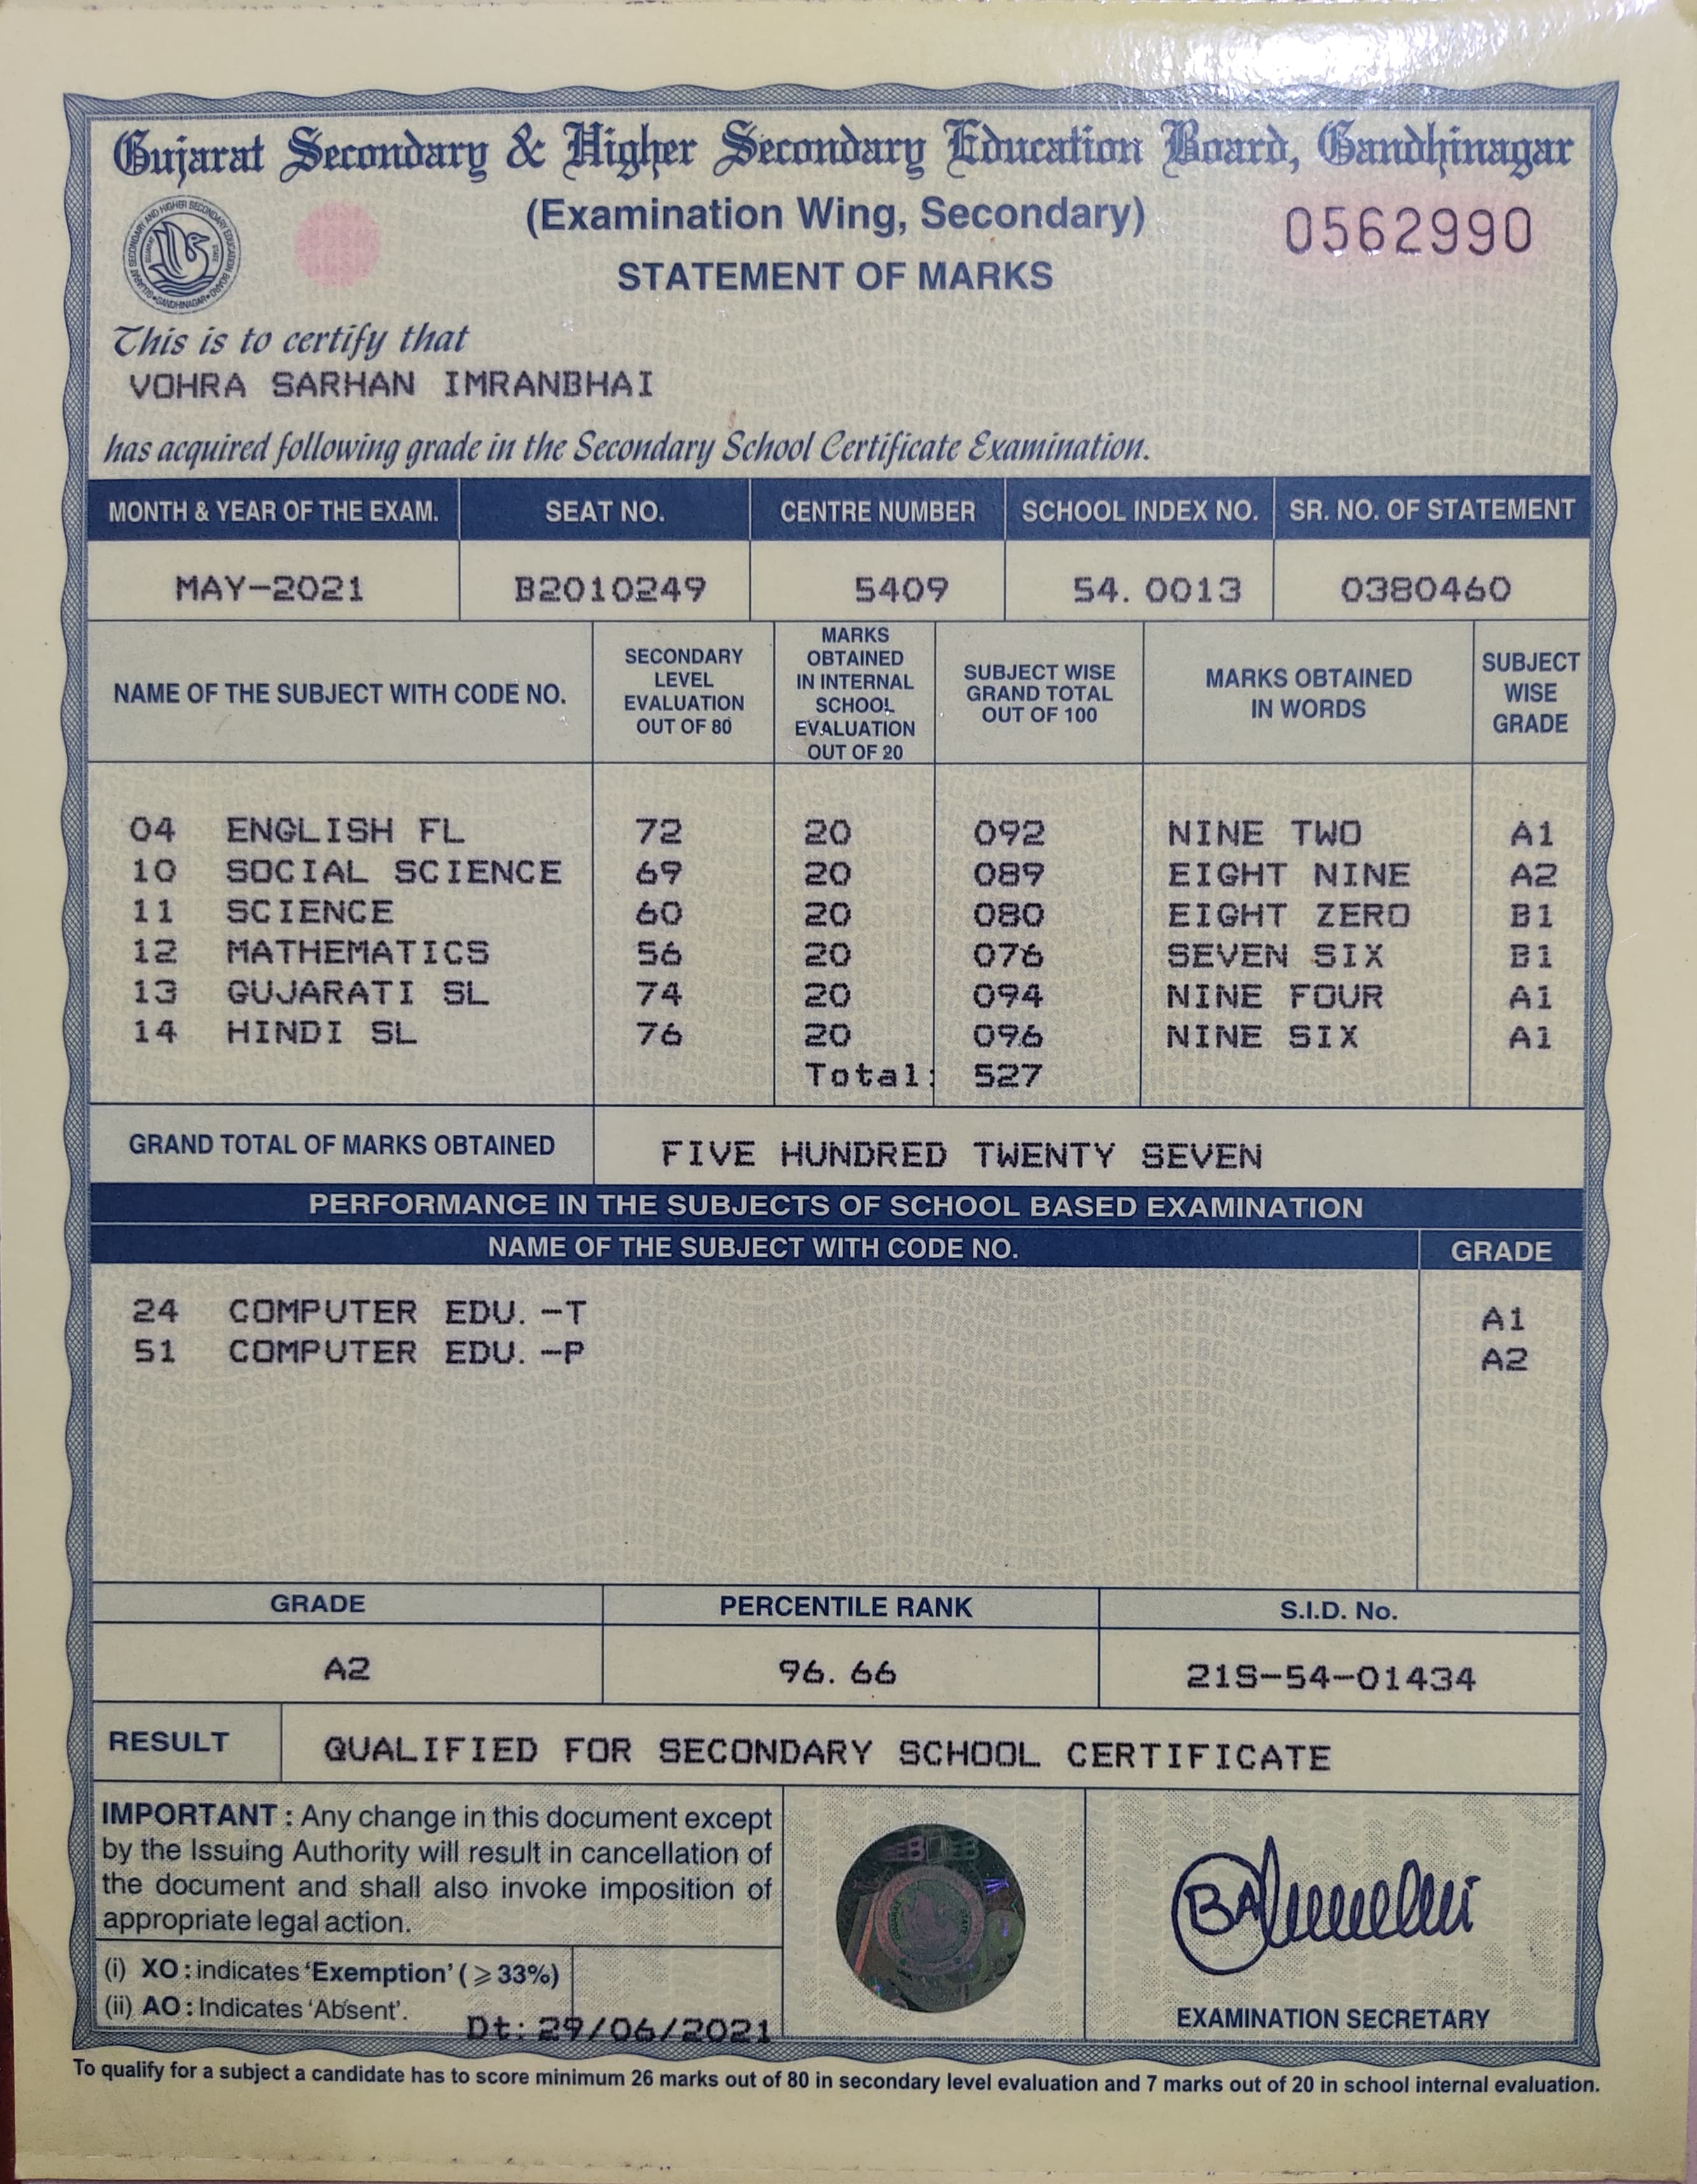 Gujarat Secondary & Higher Secondary Education Board, Gandhinagar
(Examination Wing, Secondary)
0562990
STATEMENT OF MARKS
This is to certify that
VOHRA SARHAN IMRANBHAI
has acquired following grade in the Secondary School Certificate Examination.
MONTH & YEAR OF THE EXAM. SEAT NO. CENTRE NUMBER SCHOOL INDEX NO. SR. NO. OF STATEMENT
MAY-2021 B2010249 5409 54.0013 0380460
NAME OF THE SUBJECT WITH CODE NO.
SECONDARY
LEVEL
EVALUATION
OUT OF 80
MARKS
OBTAINED
IN INTERNAL
SCHOOL
EVALUATION
OUT OF 20
SUBJECT WISE
GRAND TOTAL
OUT OF 100
MARKS OBTAINED
IN WORDS
SUBJECT
WISE
GRADE
04 ENGLISH FL 72 20 092 NINE TWO A1
10 SOCIAL SCIENCE 69 20 089 EIGHT NINE A2
11 SCIENCE 60 20 080 EIGHT ZERO B1
12 MATHEMATICS 56 20 076 SEVEN SIX B1
13 GUJARATI SL 74 20 094 NINE FOUR A1
14 HINDI SL 76 20 096 NINE SIX A1
Total: 527
GRAND TOTAL OF MARKS OBTAINED FIVE HUNDRED TWENTY SEVEN
PERFORMANCE IN THE SUBJECTS OF SCHOOL BASED EXAMINATION
NAME OF THE SUBJECT WITH CODE NO. GRADE
24 COMPUTER EDU.-T A1
51 COMPUTER EDU.-P A2
GRADE PERCENTILE RANK S.I.D. No.
A2 96.66 21S-54-01434
RESULT QUALIFIED FOR SECONDARY SCHOOL CERTIFICATE
IMPORTANT : Any change in this document except
by the Issuing Authority will result in cancellation of
the document and shall also invoke imposition of
appropriate legal action.
(i) XO : indicates 'Exemption' (⩾33%)
(ii) AO : Indicates 'Absent'.
Dt: 29/06/2021
EXAMINATION SECRETARY
To qualify for a subject a candidate has to score minimum 26 marks out of 80 in secondary level evaluation and 7 marks out of 20 in school internal evaluation.